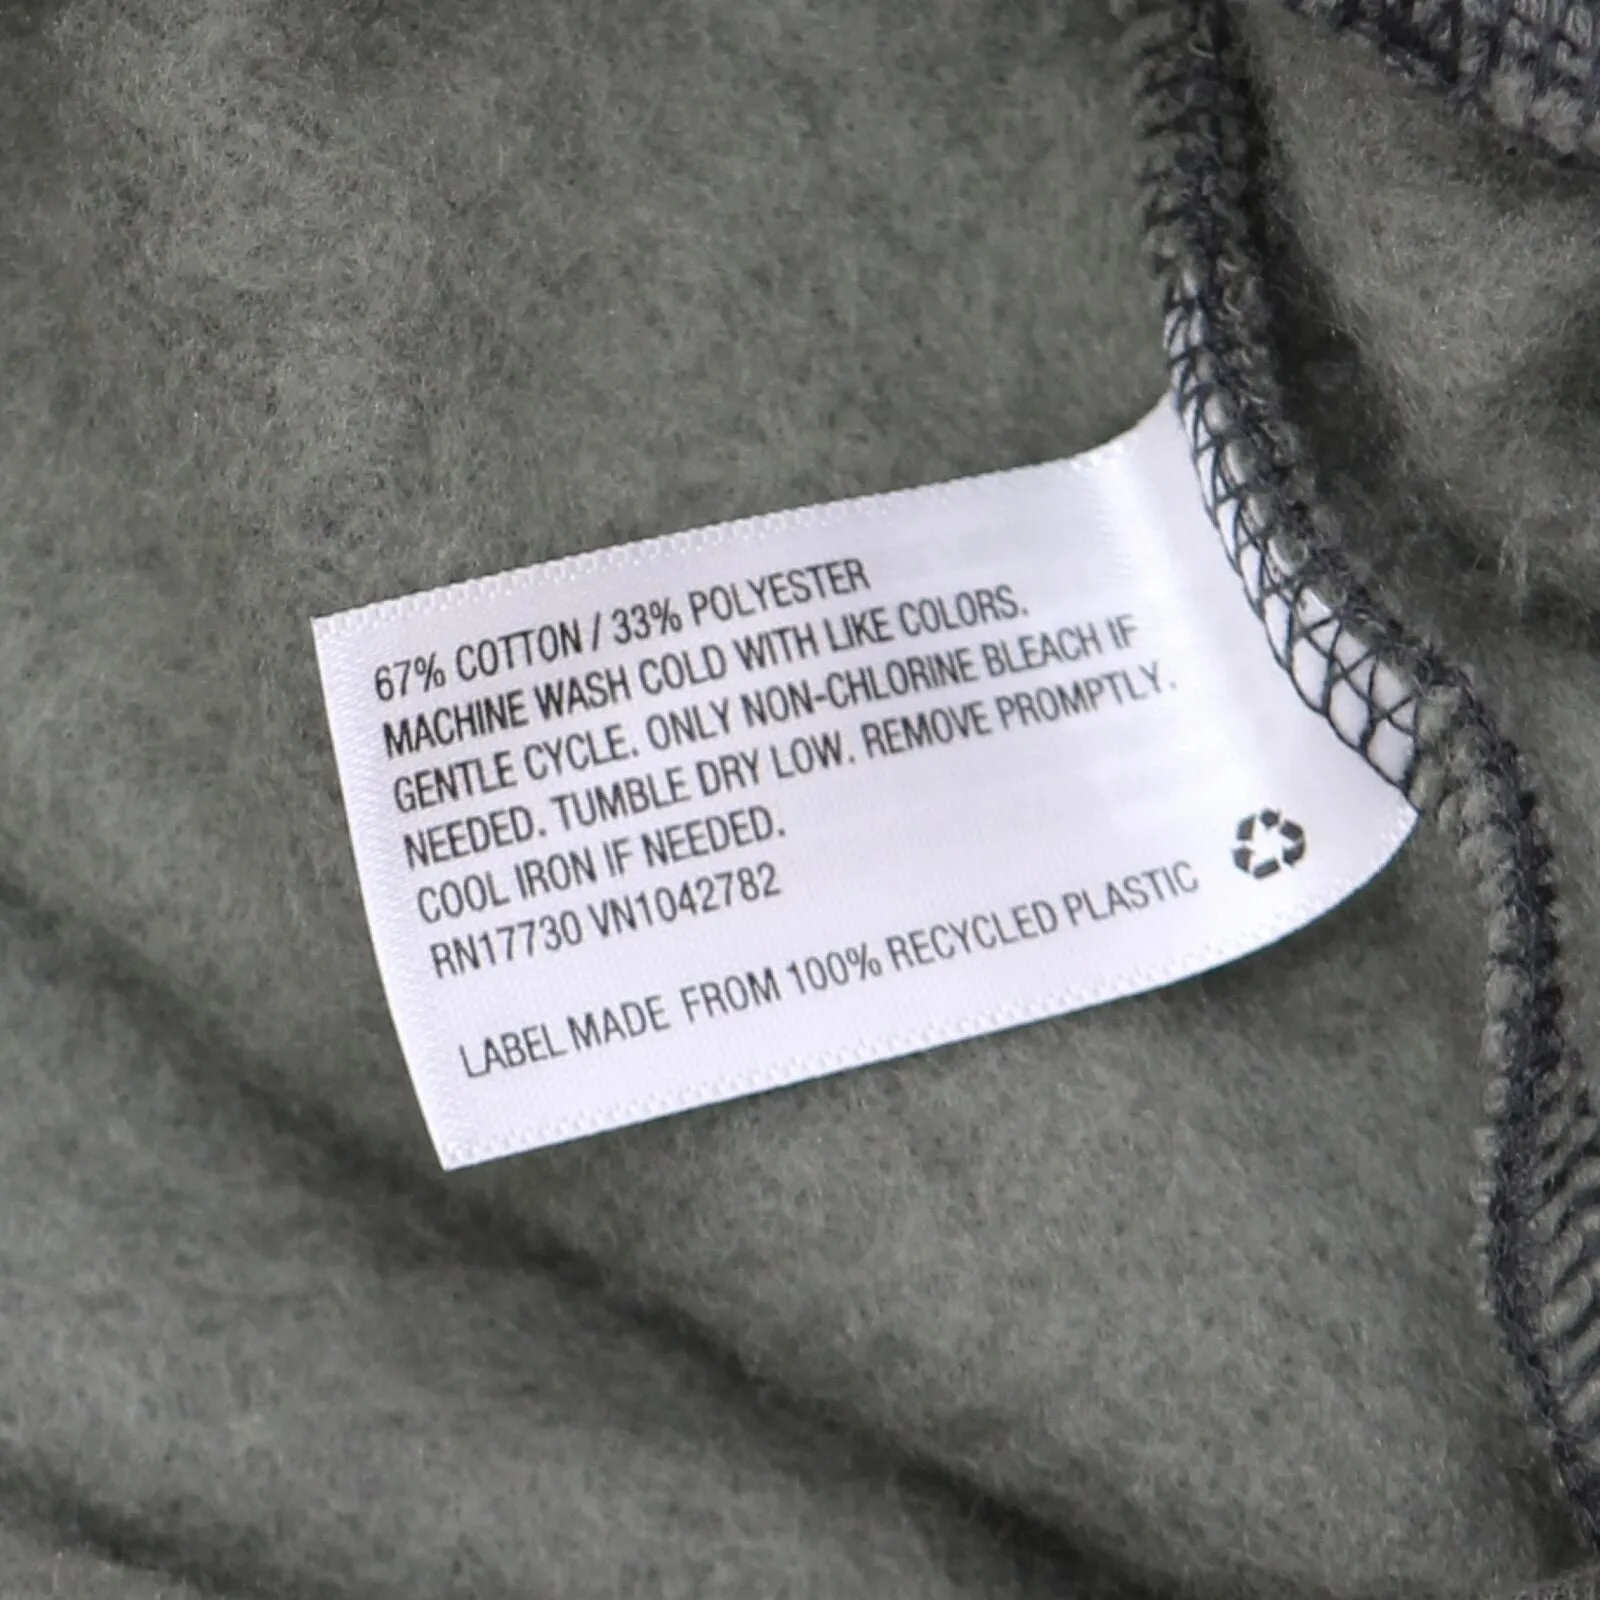 67% COTTON / 33% POLYESTER
MACHINE WASH COLD WITH LIKE COLORS.
GENTLE CYCLE. ONLY NON-CHLORINE BLEACH IF
NEEDED. TUMBLE DRY LOW. REMOVE PROMPTLY.
COOL IRON IF NEEDED.
RN17730 VN1042782
LABEL MADE FROM 100% RECYCLED PLASTIC